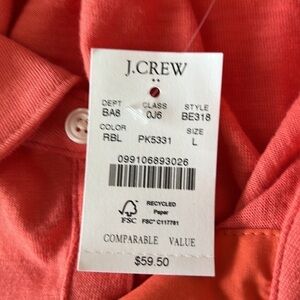 J.CREW
DEPT CLASS STYLE
BA8 0J6 BE318
COLOR SIZE
RBL PK5331 L
099106893026
RECYCLED
Paper
FSC FSC® C117761
COMPARABLE VALUE
$59.50